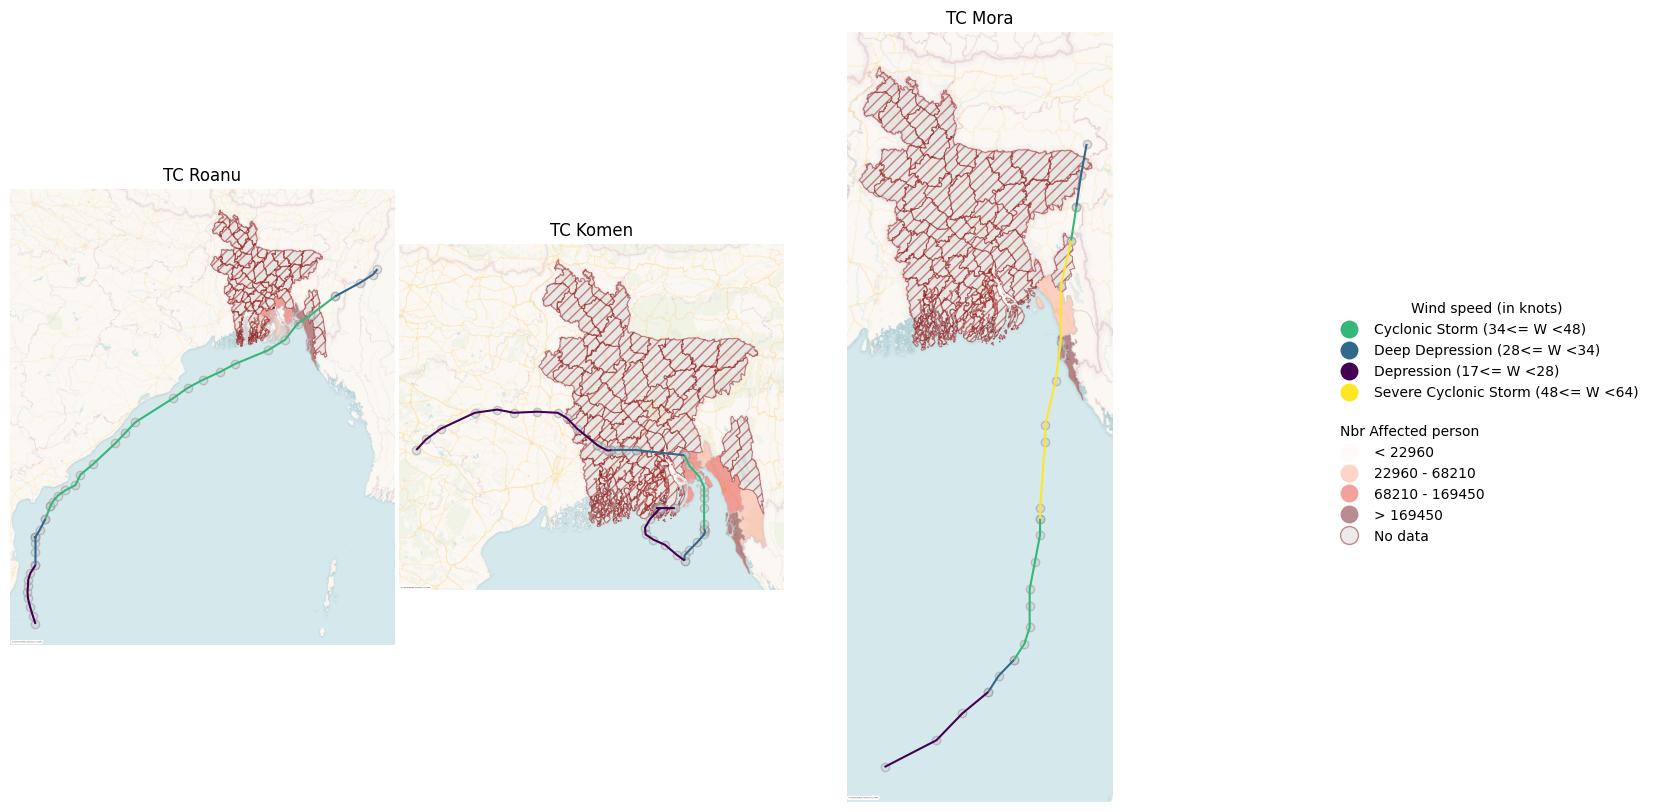 TC Mora
TC Roanu
TC Komen
Wind speed (in knots)
Cyclonic Storm (34<= W <48)
Deep Depression (28<= W <34)
Depression (17<= W <28)
Severe Cyclonic Storm (48<= W <64)
Nbr Affected person
< 22960
22960 - 68210
68210 - 169450
> 169450
No data